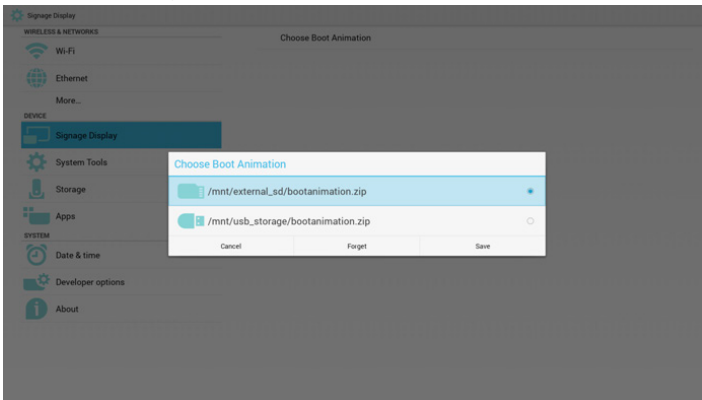 Signage Display
WIRELESS & NETWORKS
Wi-Fi
Ethernet
More...
DEVICE
Signage Display
System Tools
Storage
Apps
SYSTEM
Date & time
Developer options
About
Choose Boot Animation
Choose Boot Animation
/mnt/external_sd/bootanimation.zip
/mnt/usb_storage/bootanimation.zip
Cancel
Forget
Save